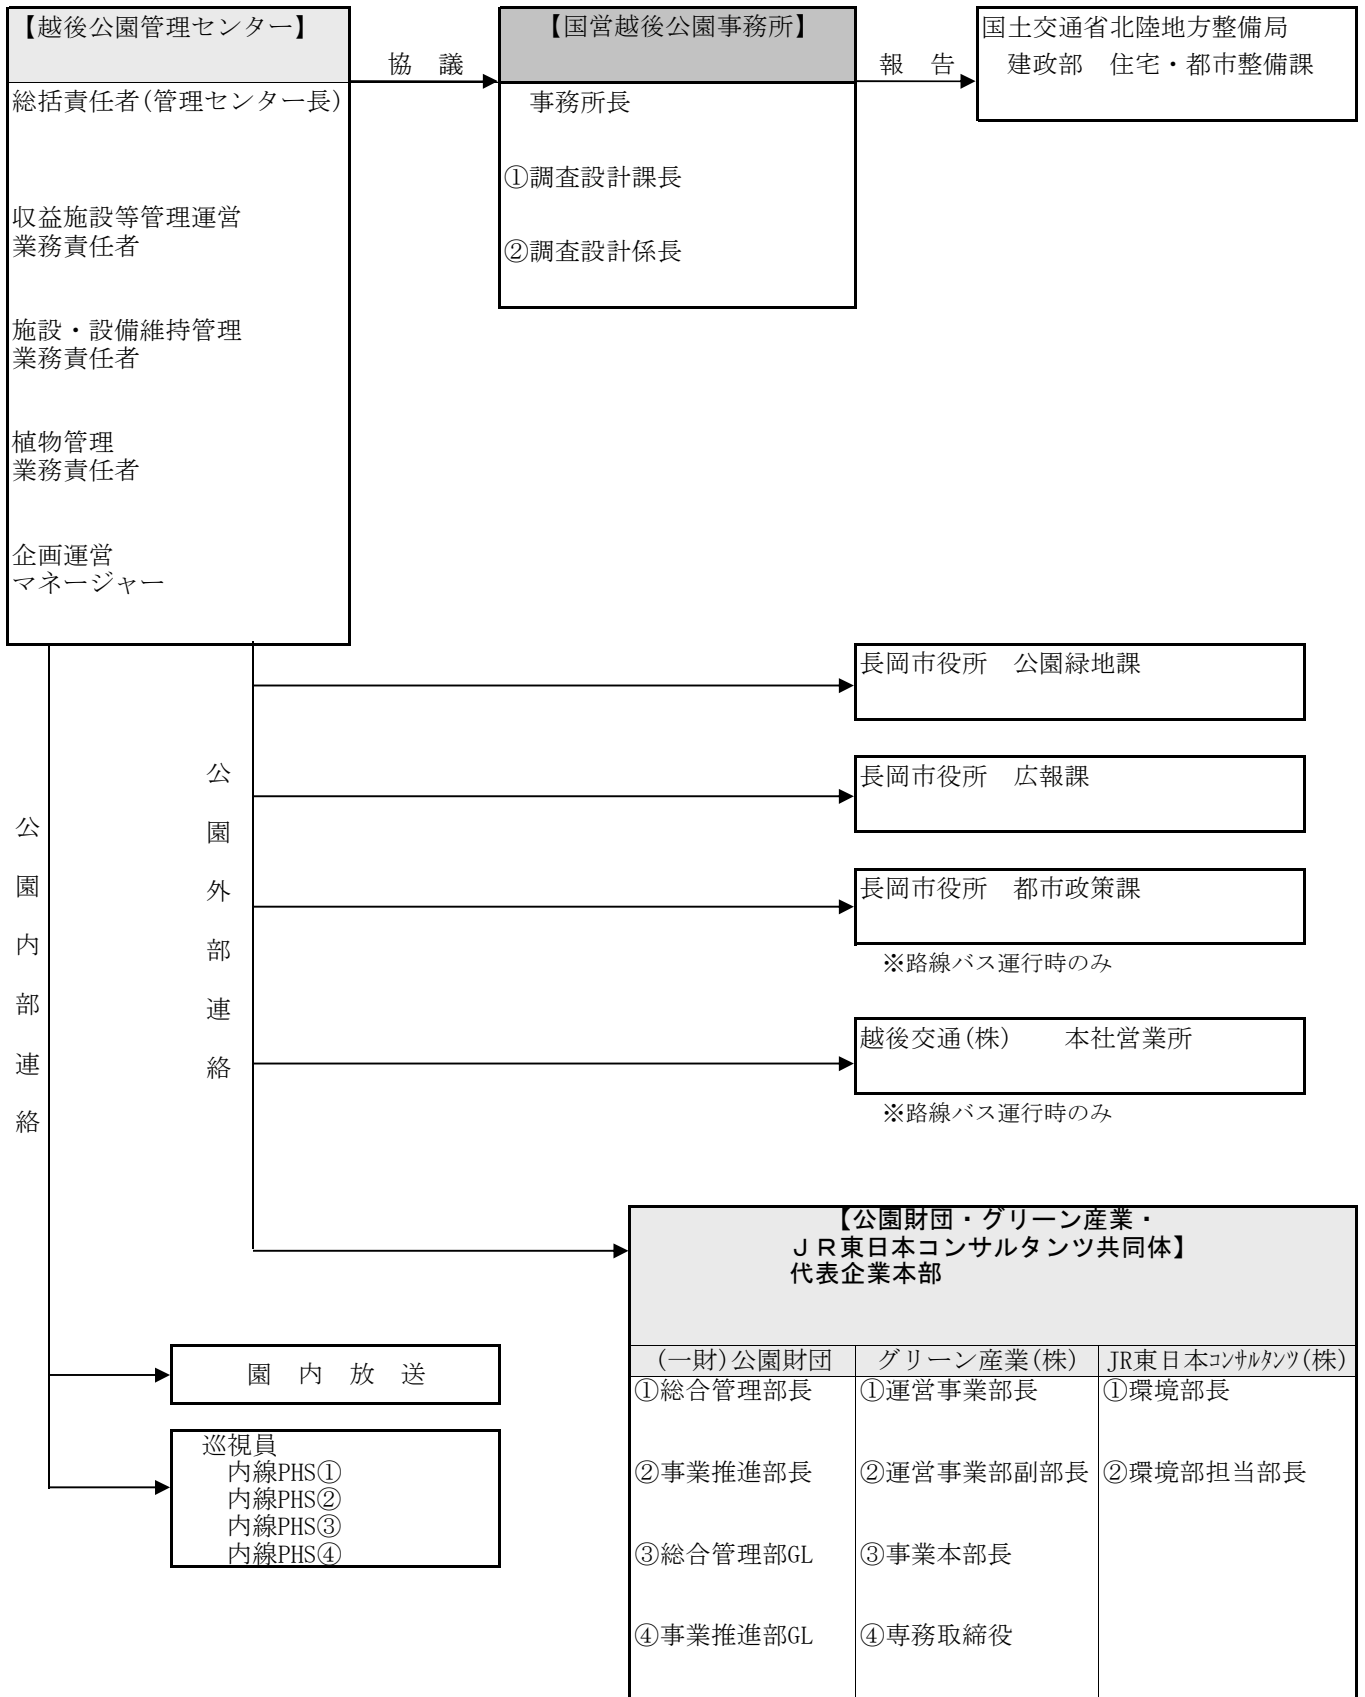 【越後公園管理センター】
総括責任者(管理センター長)
収益施設等管理運営
業務責任者
施設・設備維持管理
業務責任者
植物管理
業務責任者
企画運営
マネージャー
協　議
【国営越後公園事務所】
事務所長
①調査設計課長
②調査設計係長
報　告
国土交通省北陸地方整備局
建政部　住宅・都市整備課
公園内部連絡
公園外部連絡
長岡市役所　公園緑地課
長岡市役所　広報課
長岡市役所　都市政策課
※路線バス運行時のみ
越後交通(株)　　本社営業所
※路線バス運行時のみ
【公園財団・グリーン産業・
ＪＲ東日本コンサルタンツ共同体】
代表企業本部
(一財)公園財団
①総合管理部長
②事業推進部長
③総合管理部GL
④事業推進部GL
グリーン産業(株)
①運営事業部長
②運営事業部副部長
③事業本部長
④専務取締役
JR東日本ｺﾝｻﾙﾀﾝﾂ(株)
①環境部長
②環境部担当部長
園　内　放　送
巡視員
内線PHS①
内線PHS②
内線PHS③
内線PHS④